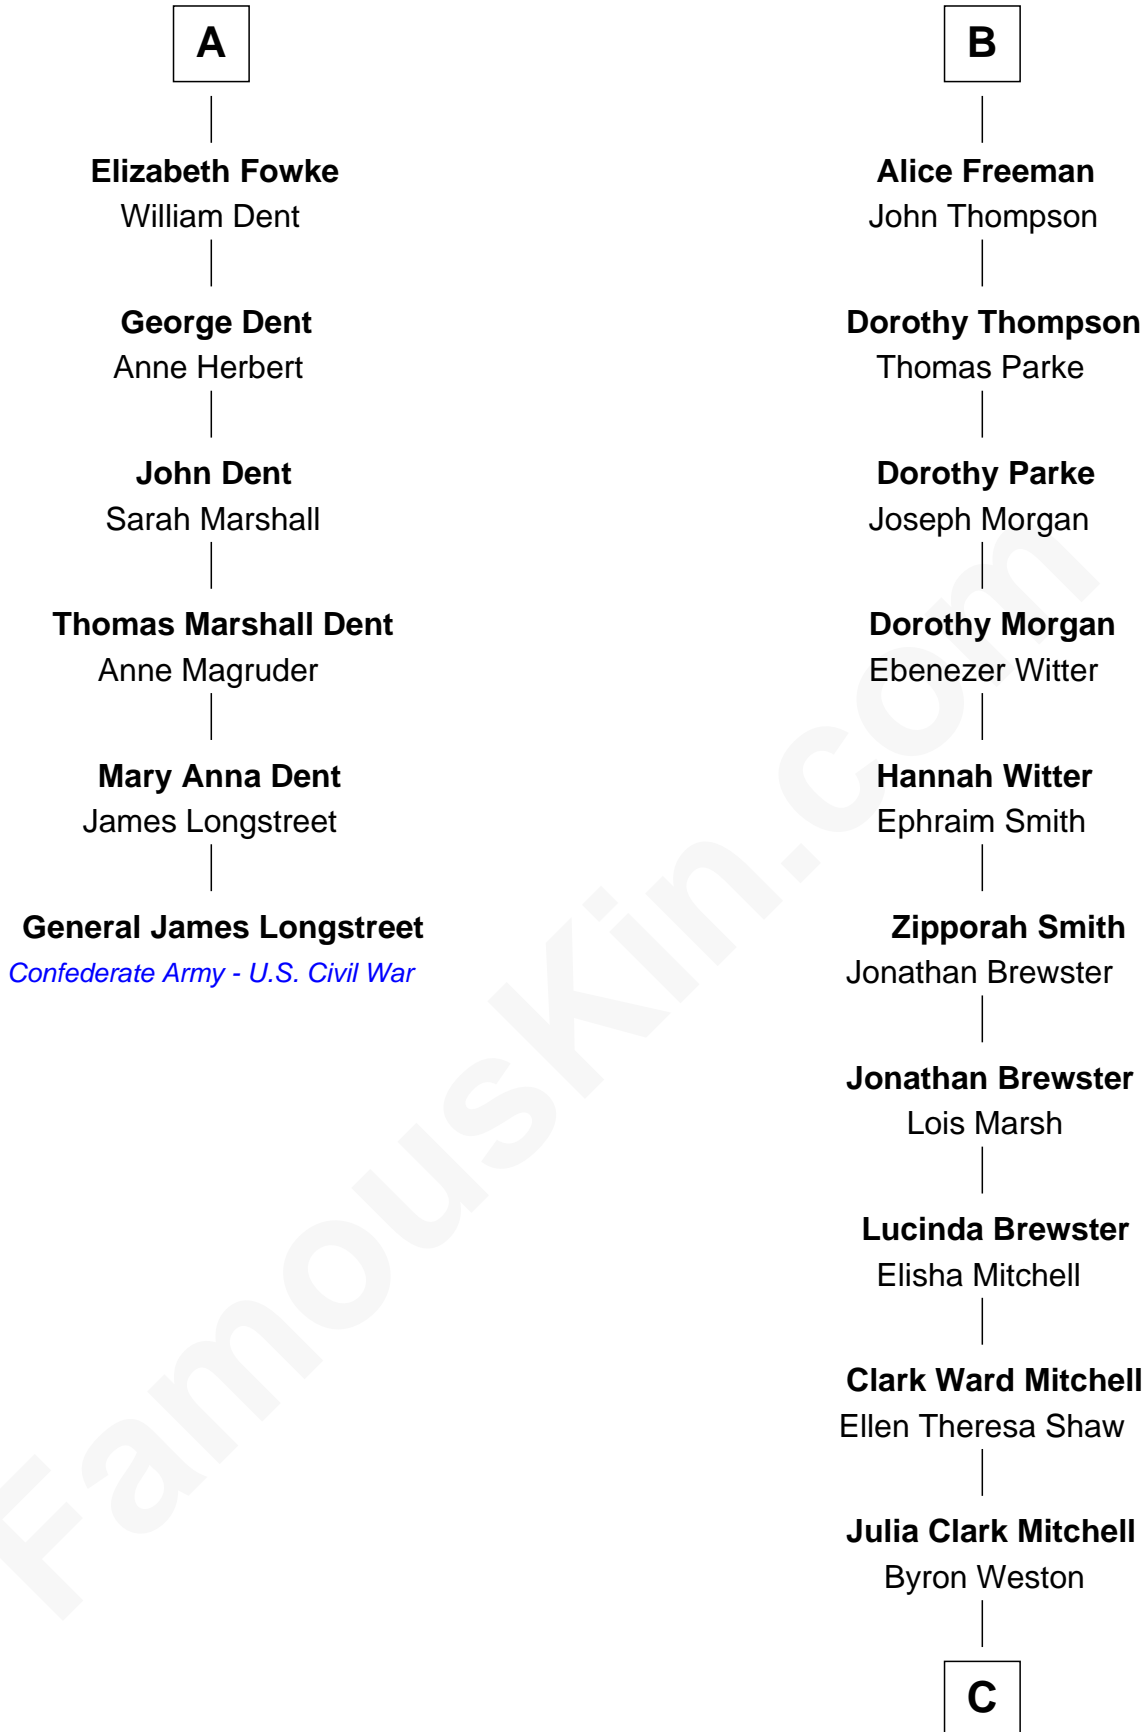 A
Elizabeth Fowke
William Dent
George Dent
Anne Herbert
John Dent
Sarah Marshall
Thomas Marshall Dent
Anne Magruder
Mary Anna Dent
James Longstreet
General James Longstreet
Confederate Army - U.S. Civil War
B
Alice Freeman
John Thompson
Dorothy Thompson
Thomas Parke
Dorothy Parke
Joseph Morgan
Dorothy Morgan
Ebenezer Witter
Hannah Witter
Ephraim Smith
Zipporah Smith
Jonathan Brewster
Jonathan Brewster
Lois Marsh
Lucinda Brewster
Elisha Mitchell
Clark Ward Mitchell
Ellen Theresa Shaw
Julia Clark Mitchell
Byron Weston
C
FamousKin.com